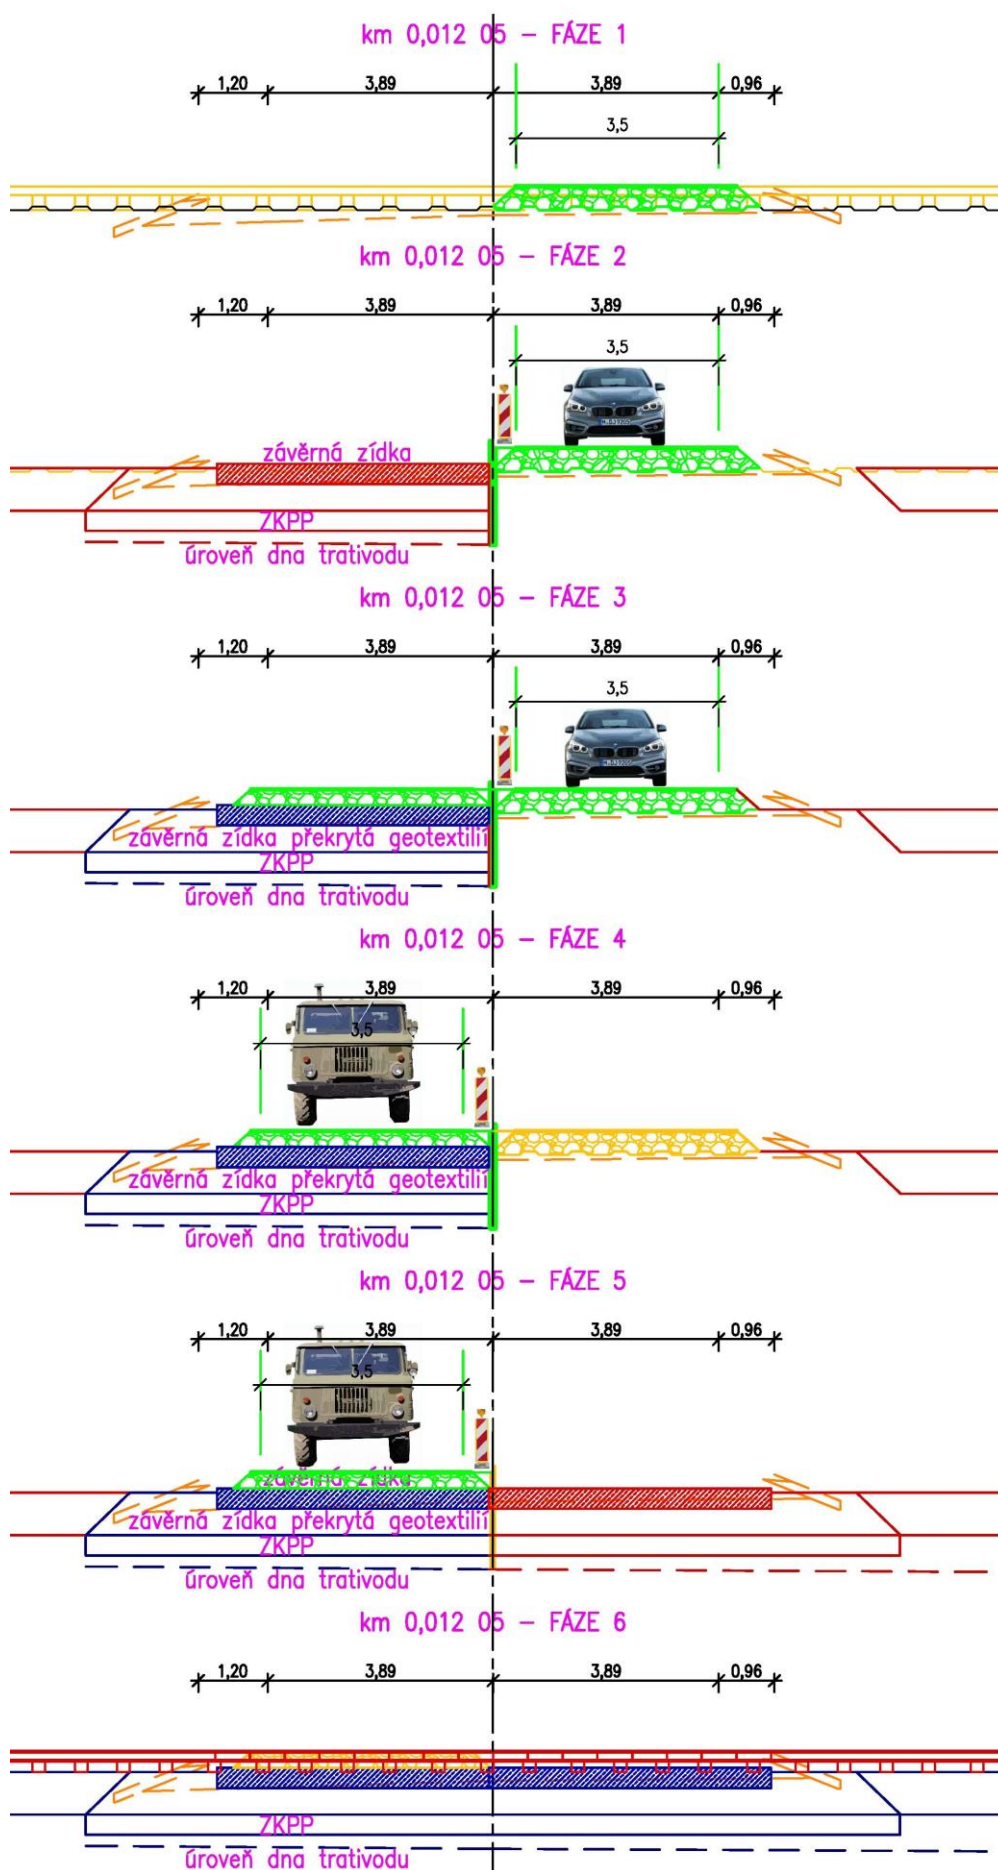 km 0,012 05 – FÁZE 1
1,20 3,89 3,89 0,96
3,5
km 0,012 05 – FÁZE 2
1,20 3,89 3,89 0,96
3,5
závěrná zídka
ZKPP
úroveň dna trativodu
km 0,012 05 – FÁZE 3
1,20 3,89 3,89 0,96
3,5
závěrná zídka překrytá geotextilií
ZKPP
úroveň dna trativodu
km 0,012 05 – FÁZE 4
1,20 3,89 3,89 0,96
3,5
závěrná zídka překrytá geotextilií
ZKPP
úroveň dna trativodu
km 0,012 05 – FÁZE 5
1,20 3,89 3,89 0,96
3,5
závěrná zídka
závěrná zídka překrytá geotextilií
ZKPP
úroveň dna trativodu
km 0,012 05 – FÁZE 6
1,20 3,89 3,89 0,96
ZKPP
úroveň dna trativodu